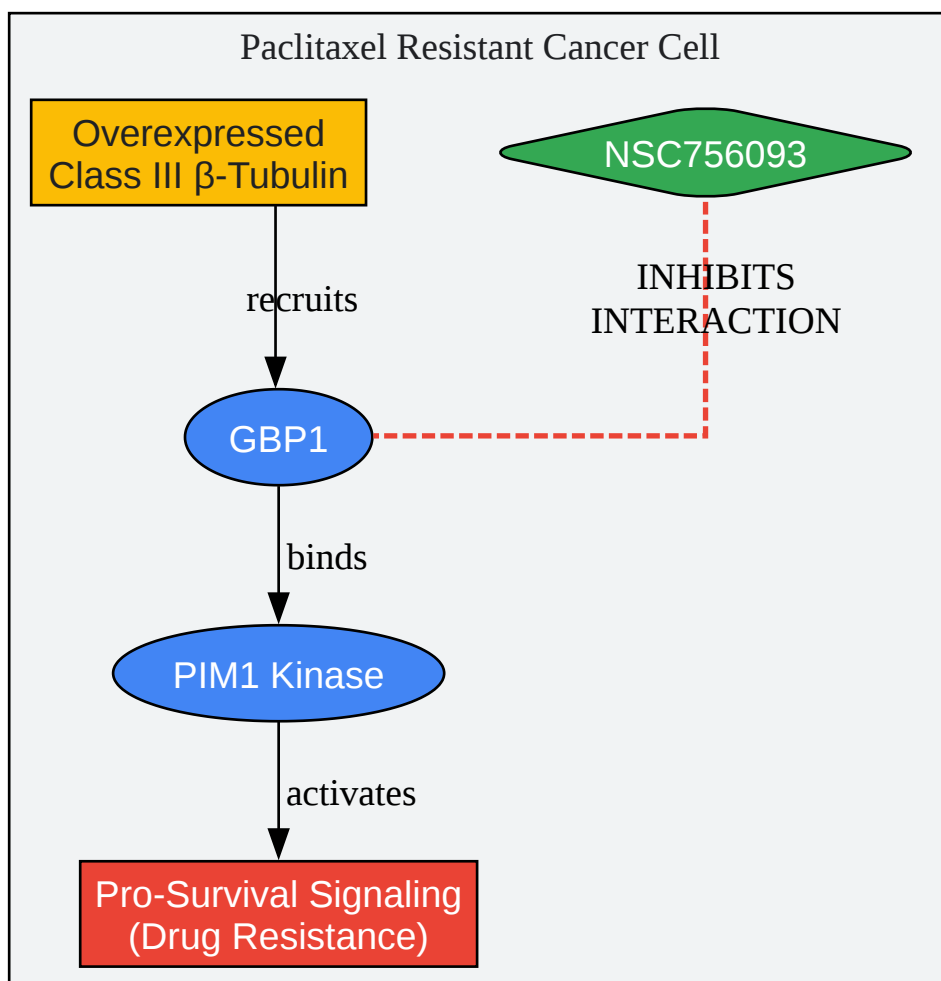 Paclitaxel Resistant Cancer Cell
Overexpressed
Class III β-Tubulin
NSC756093
recruits
INHIBITS
INTERACTION
GBP1
binds
PIM1 Kinase
activates
Pro-Survival Signaling
(Drug Resistance)